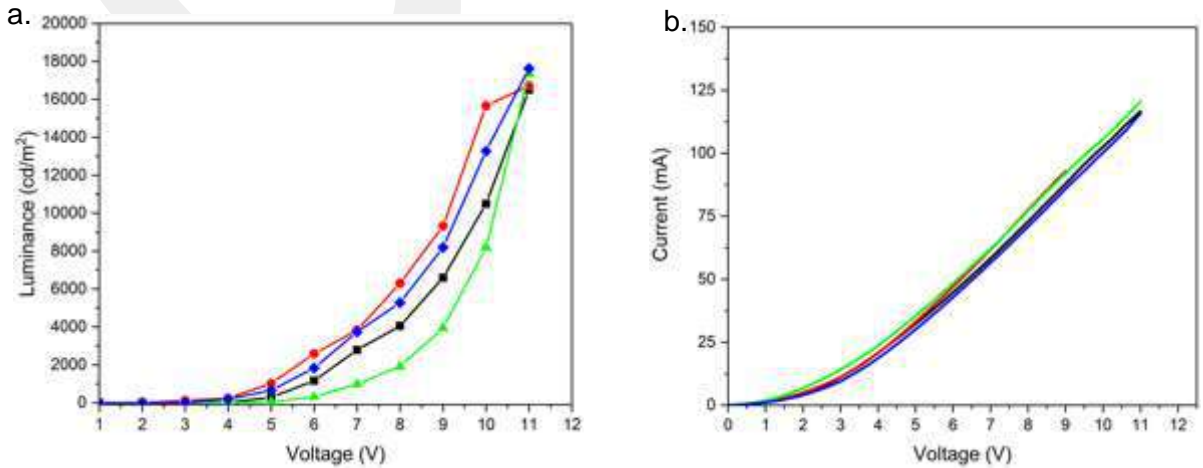 a.
20000
18000
16000
14000
12000
10000
8000
6000
4000
2000
0
Luminance (cd/m²)
1 2 3 4 5 6 7 8 9 10 11 12
Voltage (V)
b.
150
125
100
75
50
25
0
Current (mA)
0 1 2 3 4 5 6 7 8 9 10 11 12
Voltage (V)